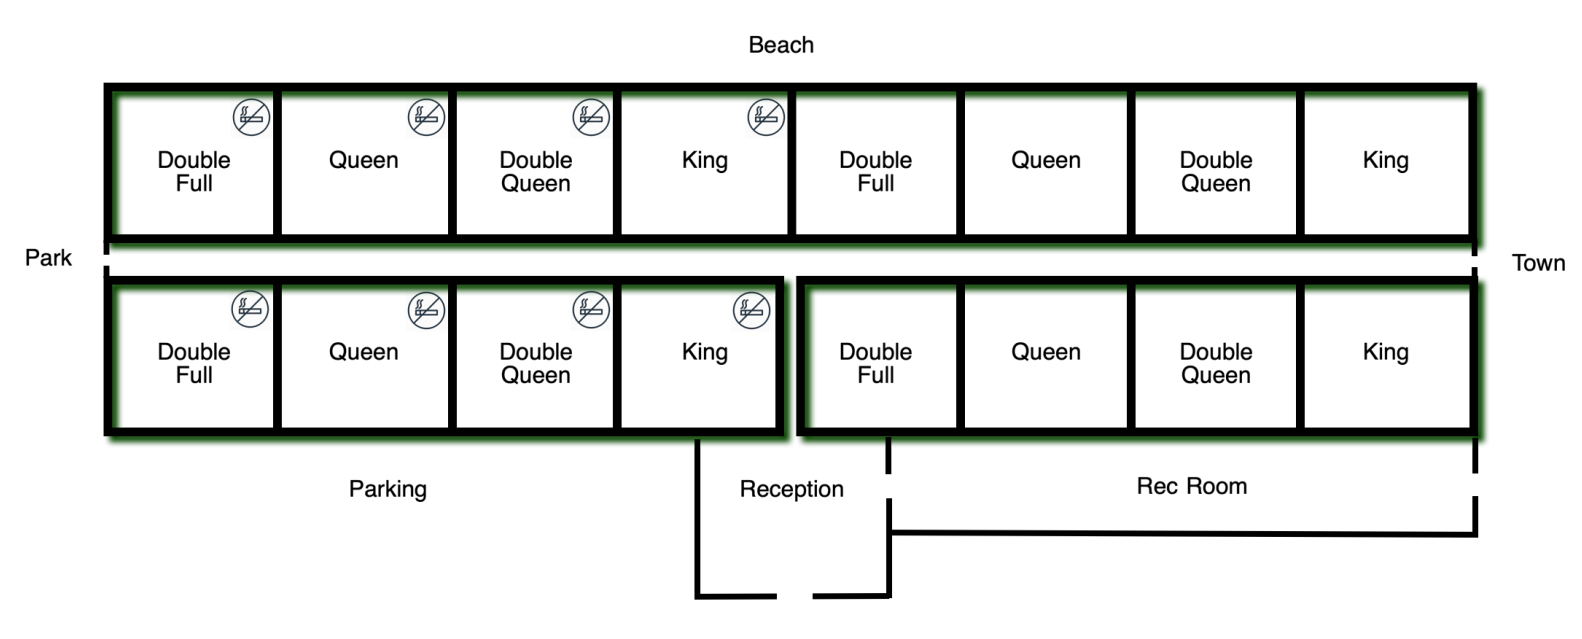 Beach
Double
Full
Queen
Double
Queen
King
Double
Full
Queen
Double
Queen
King
Park
Town
Double
Full
Queen
Double
Queen
King
Double
Full
Queen
Double
Queen
King
Parking
Reception
Rec Room